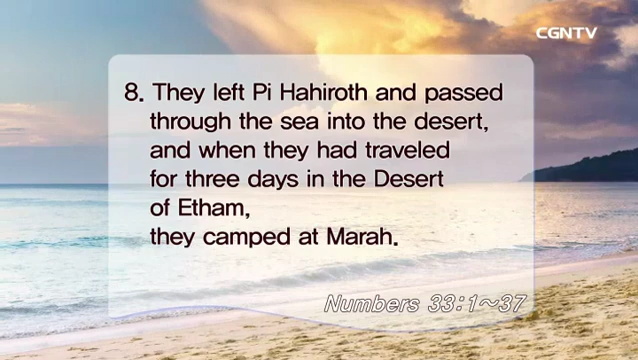 CGNTV
8. They left Pi Hahiroth and passed
through the sea into the desert,
and when they had traveled
for three days in the Desert
of Etham,
they camped at Marah.
Numbers 33:1～37